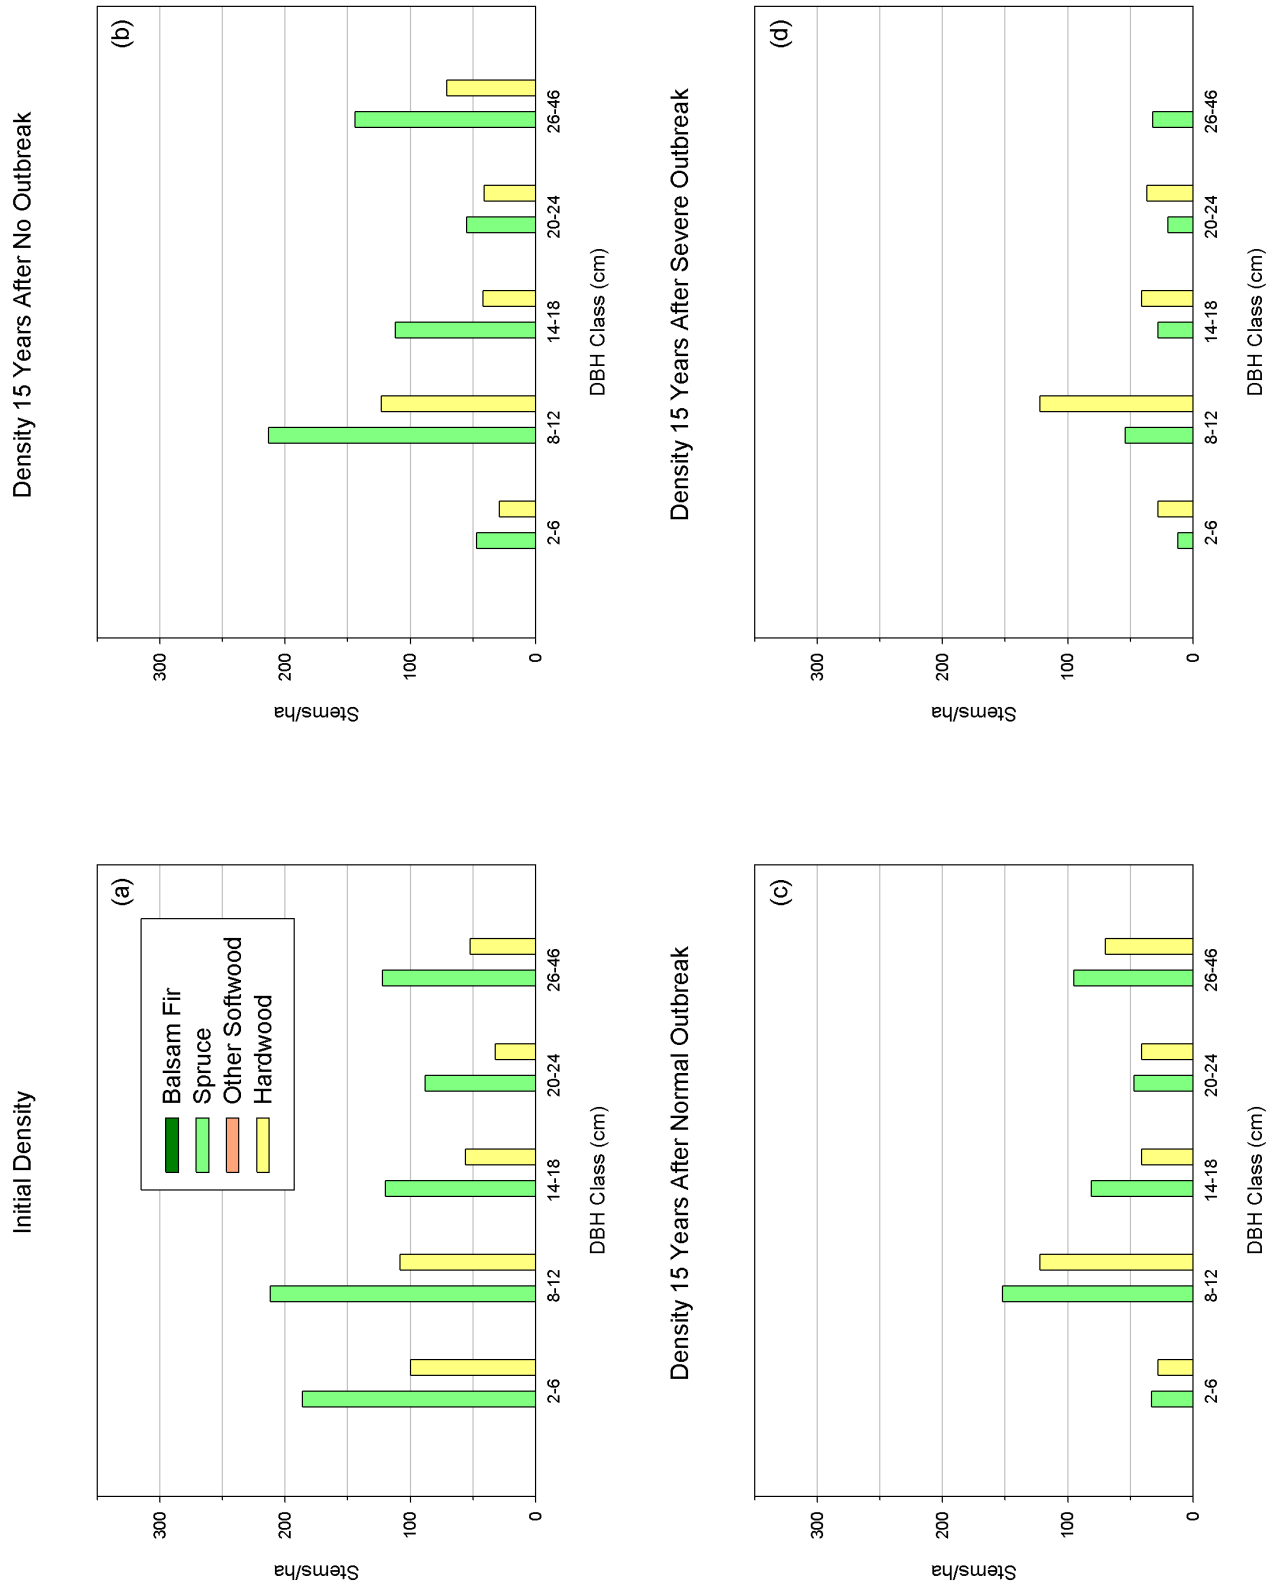 Initial Density
(a)
Balsam Fir
Spruce
Other Softwood
Hardwood
Stems/ha
300
200
100
0
2-6
8-12
14-18
20-24
26-46
DBH Class (cm)
Density 15 Years After No Outbreak
(b)
Stems/ha
300
200
100
0
2-6
8-12
14-18
20-24
26-46
DBH Class (cm)
Density 15 Years After Normal Outbreak
(c)
Stems/ha
300
200
100
0
2-6
8-12
14-18
20-24
26-46
DBH Class (cm)
Density 15 Years After Severe Outbreak
(d)
Stems/ha
300
200
100
0
2-6
8-12
14-18
20-24
26-46
DBH Class (cm)